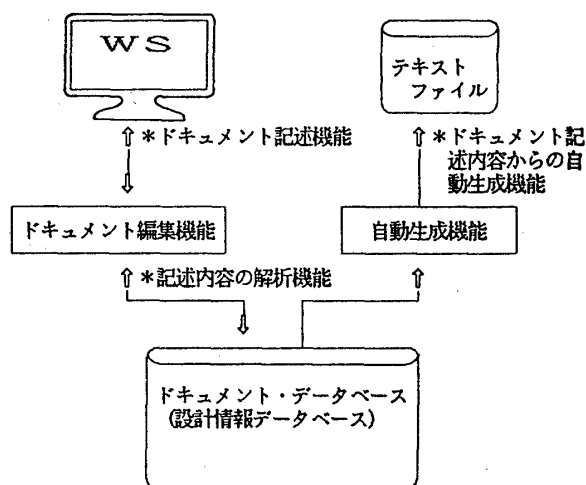 WS
テキスト
ファイル
⇧ *ドキュメント記述機能
⇩
⇧ *ドキュメント記
述内容からの自
動生成機能
ドキュメント編集機能
自動生成機能
⇧ *記述内容の解析機能
⇩
⇧
ドキュメント・データベース
(設計情報データベース)